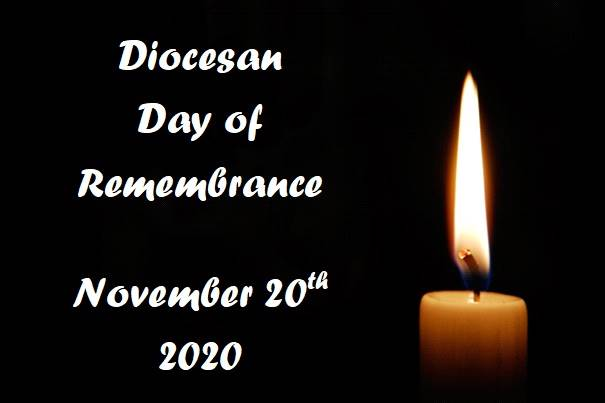 Diocesan
Day of
Remembrance
November 20th
2020